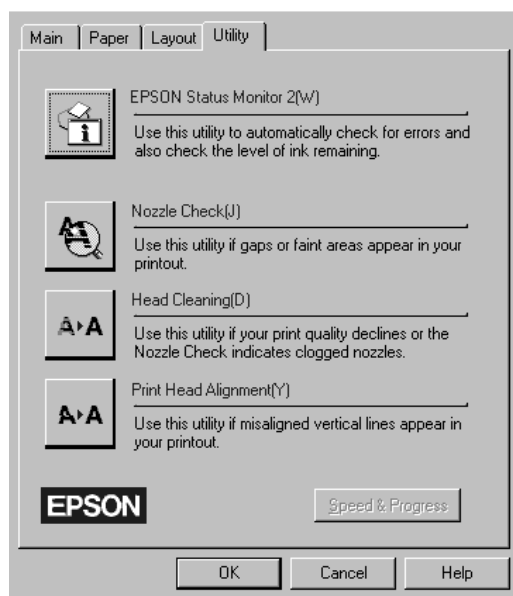 Main Paper Layout Utility
EPSON Status Monitor 2(W)
Use this utility to automatically check for errors and
also check the level of ink remaining.
Nozzle Check(J)
Use this utility if gaps or faint areas appear in your
printout.
Head Cleaning(D)
Use this utility if your print quality declines or the
Nozzle Check indicates clogged nozzles.
Print Head Alignment(Y)
Use this utility if misaligned vertical lines appear in
your printout.
EPSON
Speed & Progress
OK Cancel Help